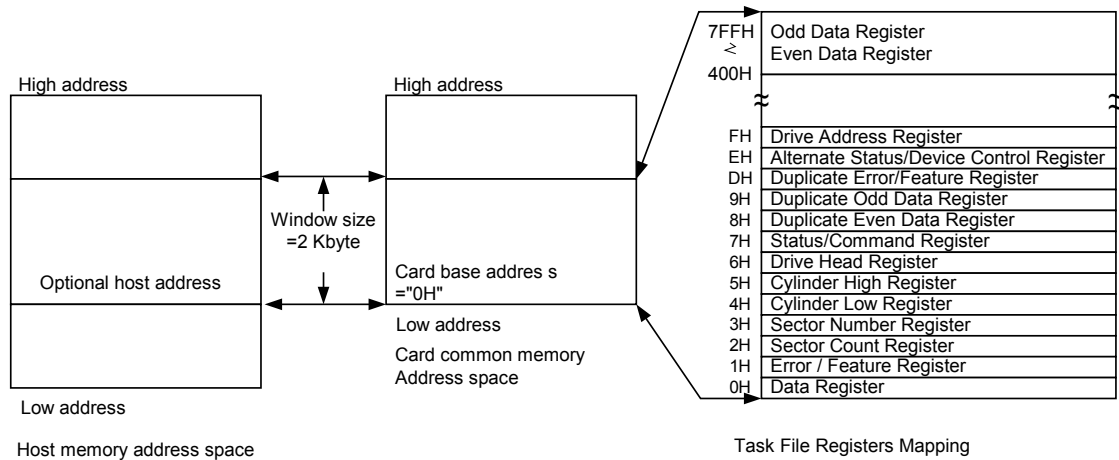 High address
Optional host address
Low address
Host memory address space
Window size
=2 Kbyte
High address
Card base addres s
="0H"
Low address
Card common memory
Address space
7FFH Odd Data Register
≀ Even Data Register
400H
≈ ≈
FH Drive Address Register
EH Alternate Status/Device Control Register
DH Duplicate Error/Feature Register
9H Duplicate Odd Data Register
8H Duplicate Even Data Register
7H Status/Command Register
6H Drive Head Register
5H Cylinder High Register
4H Cylinder Low Register
3H Sector Number Register
2H Sector Count Register
1H Error / Feature Register
0H Data Register
Task File Registers Mapping